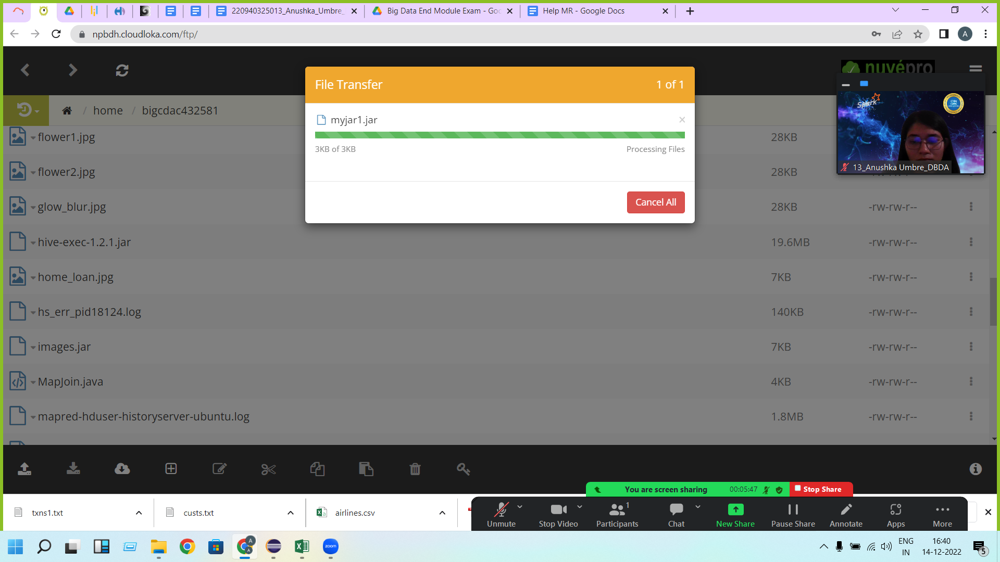 220940325013_Anushka_Umbre_
Big Data End Module Exam - Goo
Help MR - Google Docs
npbdh.cloudloka.com/ftp/
A
nuvépro
File Transfer
1 of 1
home / bigcdac432581
myjar1.jar
3KB of 3KB
Processing Files
Cancel All
Spark
13_Anushka Umbre_DBDA
flower1.jpg 28KB
flower2.jpg 28KB
glow_blur.jpg 28KB -rw-rw-r--
hive-exec-1.2.1.jar 19.6MB -rw-rw-r--
home_loan.jpg 7KB -rw-rw-r--
hs_err_pid18124.log 140KB -rw-rw-r--
images.jar 7KB -rw-rw-r--
MapJoin.java 4KB -rw-rw-r--
mapred-hduser-historyserver-ubuntu.log 1.8MB -rw-rw-r--
You are screen sharing 00:05:47 Stop Share
txns1.txt custs.txt airlines.csv
1
Unmute Stop Video Participants Chat New Share Pause Share Annotate Apps More
A
A
zoom
ENG
IN
16:40
14-12-2022
5